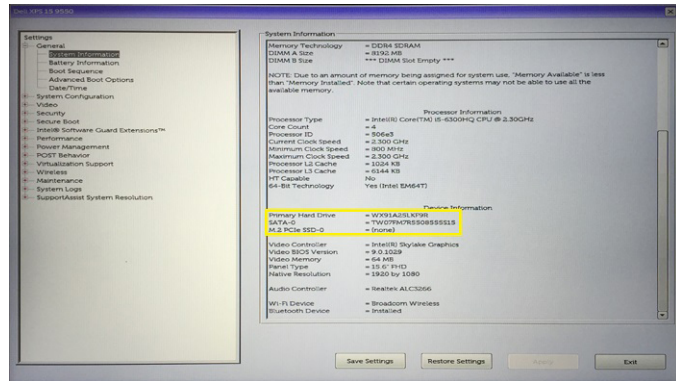 Dell XPS 15 9550
Settings
General
System Information
Battery Information
Boot Sequence
Advanced Boot Options
Date/Time
System Configuration
Video
Security
Secure Boot
Intel® Software Guard Extensions™
Performance
Power Management
POST Behavior
Virtualization Support
Wireless
Maintenance
System Logs
SupportAssist System Resolution
System Information
Memory Technology = DDR4 SDRAM
DIMM A Size = 8192 MB
DIMM B Size *** DIMM Slot Empty ***
NOTE: Due to an amount of memory being assigned for system use, "Memory Available" is less
than "Memory Installed". Note that certain operating systems may not be able to use all the
available memory.
Processor Information
Processor Type = Intel(R) Core(TM) i5-6300HQ CPU @ 2.30GHz
Core Count = 4
Processor ID = 506e3
Current Clock Speed = 2.300 GHz
Minimum Clock Speed = 800 MHz
Maximum Clock Speed = 2.300 GHz
Processor L2 Cache = 1024 KB
Processor L3 Cache = 6144 KB
HT Capable No
64-Bit Technology Yes (Intel EM64T)
Device Information
Primary Hard Drive =
SATA-0 =
M.2 PCIe SSD-0 = (none)
Video Controller = Intel(R) Skylake Graphics
Video BIOS Version = 9.0.1029
Video Memory = 64 MB
Panel Type = 15.6" FHD
Native Resolution = 1920 by 1080
Audio Controller = Realtek ALC3266
Wi-Fi Device = Broadcom Wireless
Bluetooth Device = Installed
Save Settings
Restore Settings
Apply
Exit